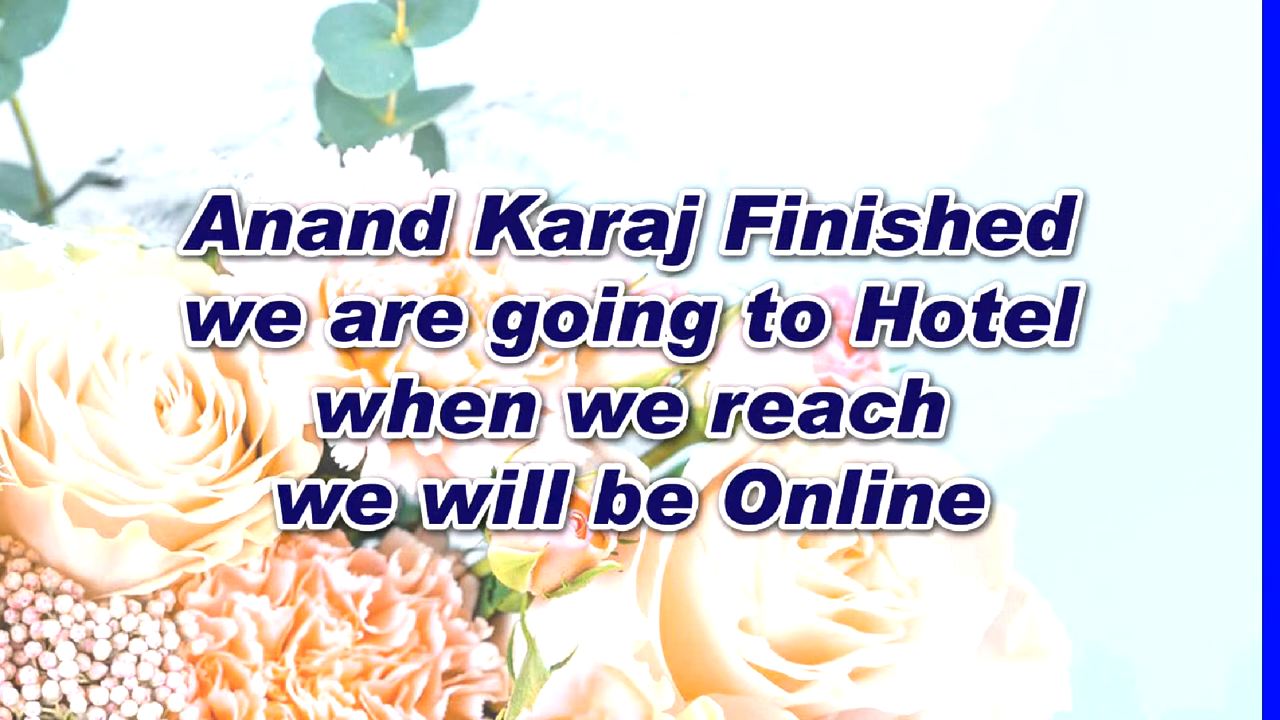 Anand Karaj Finished
we are going to Hotel
when we reach
we will be Online